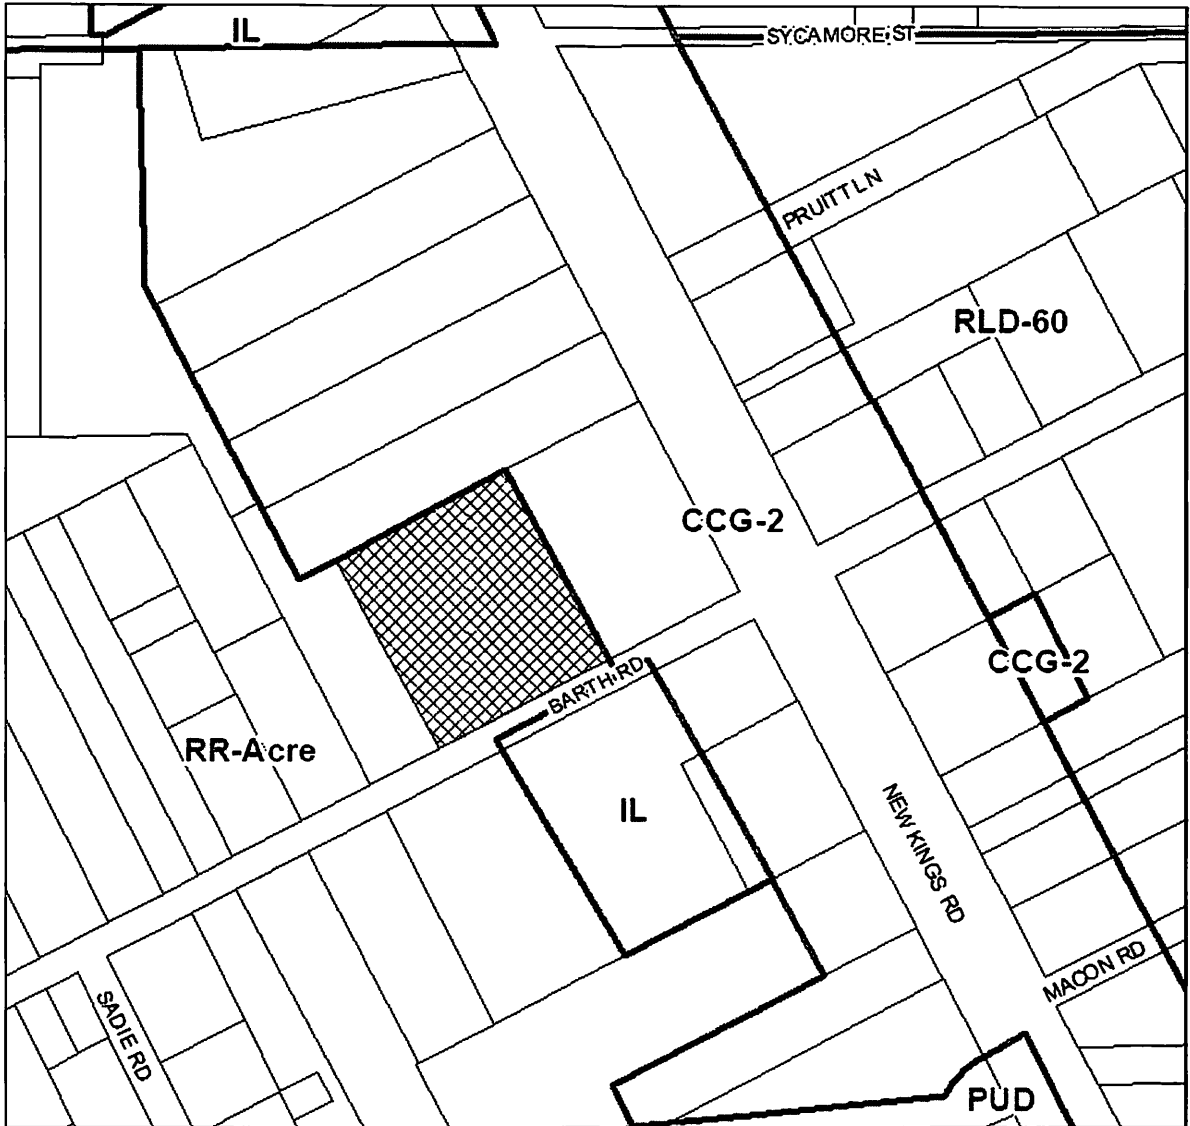 IL
SYCAMORE ST
PRUITT LN
RLD-60
CCG-2
CCG-2
BARTH RD
RR-Acre
IL
NEW KINGS RD
MACON RD
SADIE RD
PUD